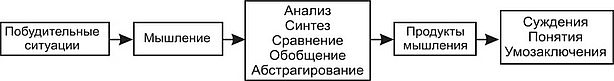 Побудительные
ситуации
Мышление
Анализ
Синтез
Сравнение
Обобщение
Абстрагирование
Продукты
мышления
Суждения
Понятия
Умозаключения